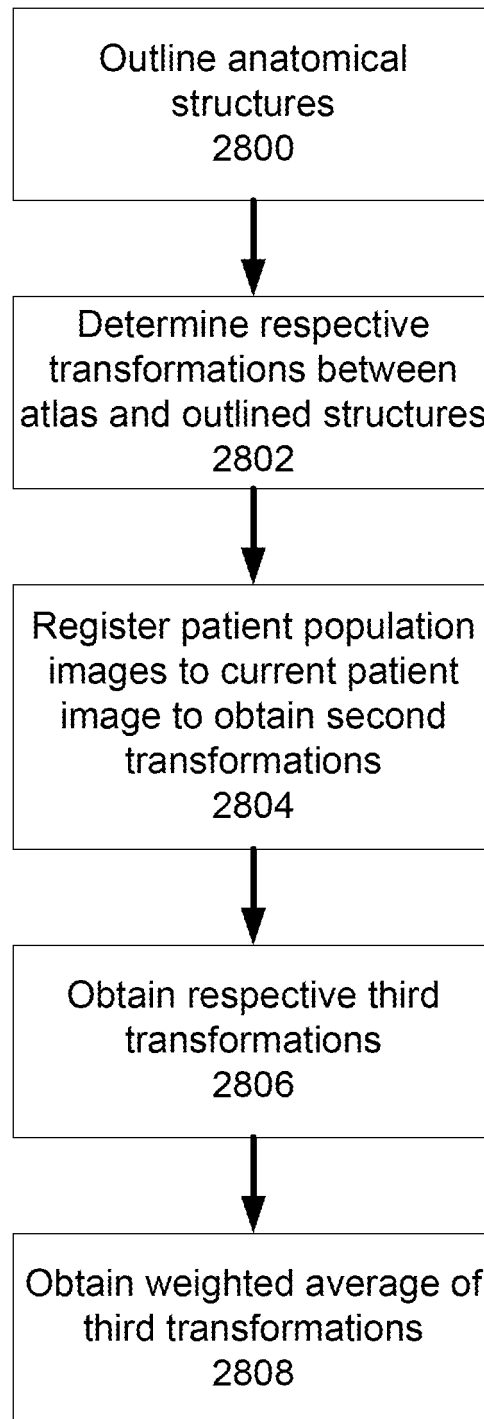 Outline anatomical
structures
2800
Determine respective
transformations between
atlas and outlined structures
2802
Register patient population
images to current patient
image to obtain second
transformations
2804
Obtain respective third
transformations
2806
Obtain weighted average of
third transformations
2808